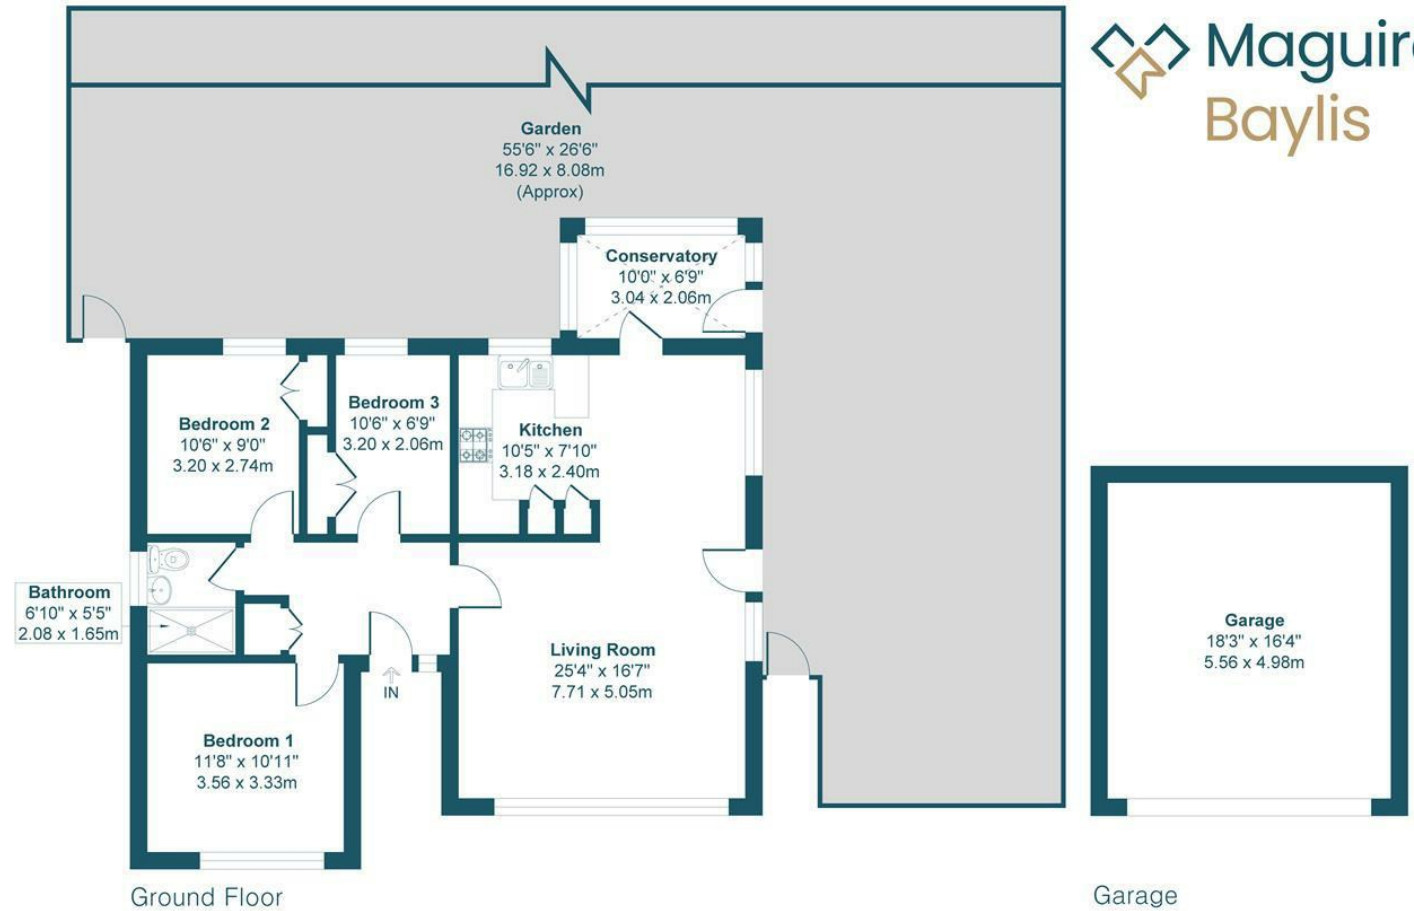 Maguir
Baylis
Garden
55'6" x 26'6"
16.92 x 8.08m
(Approx)
Conservatory
10'0" x 6'9"
3.04 x 2.06m
Bedroom 2
10'6" x 9'0"
3.20 x 2.74m
Bedroom 3
10'6" x 6'9"
3.20 x 2.06m
Kitchen
10'5" x 7'10"
3.18 x 2.40m
Bathroom
6'10" x 5'5"
2.08 x 1.65m
Living Room
25'4" x 16'7"
7.71 x 5.05m
IN
Bedroom 1
11'8" x 10'11"
3.56 x 3.33m
Garage
18'3" x 16'4"
5.56 x 4.98m
Ground Floor
Garage